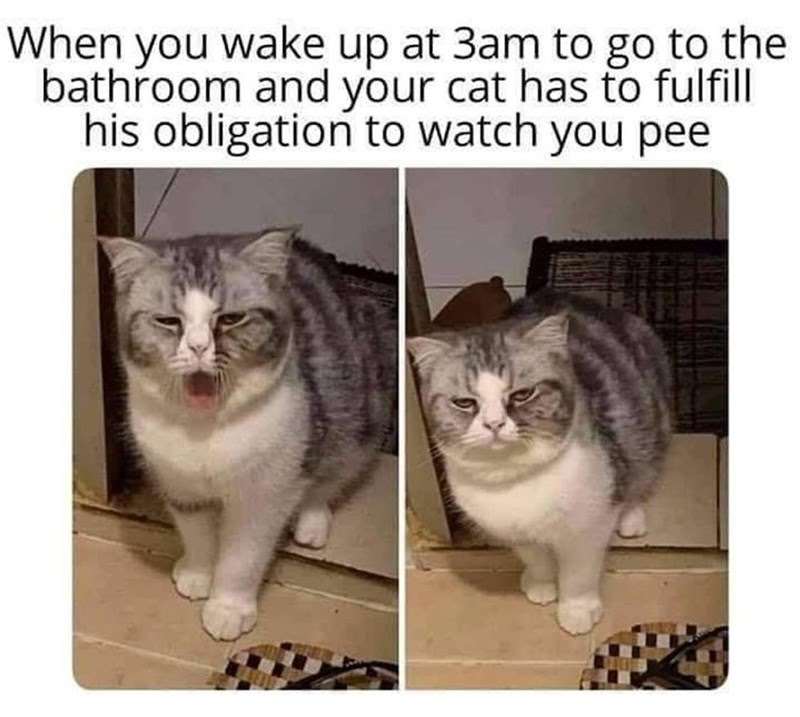 When you wake up at 3am to go to the
bathroom and your cat has to fulfill
his obligation to watch you pee